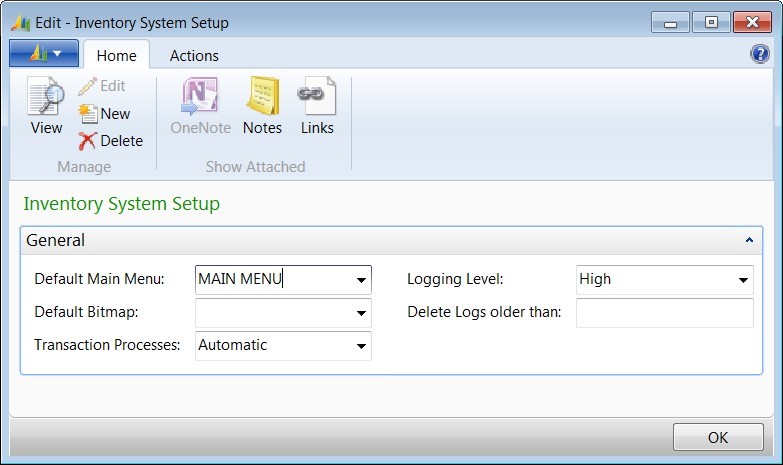 Edit - Inventory System Setup
Home Actions
View
Edit
New
Delete
Manage
OneNote Notes Links
Show Attached
Inventory System Setup
General
Default Main Menu: MAIN MENU
Logging Level: High
Default Bitmap:
Delete Logs older than:
Transaction Processes: Automatic
OK